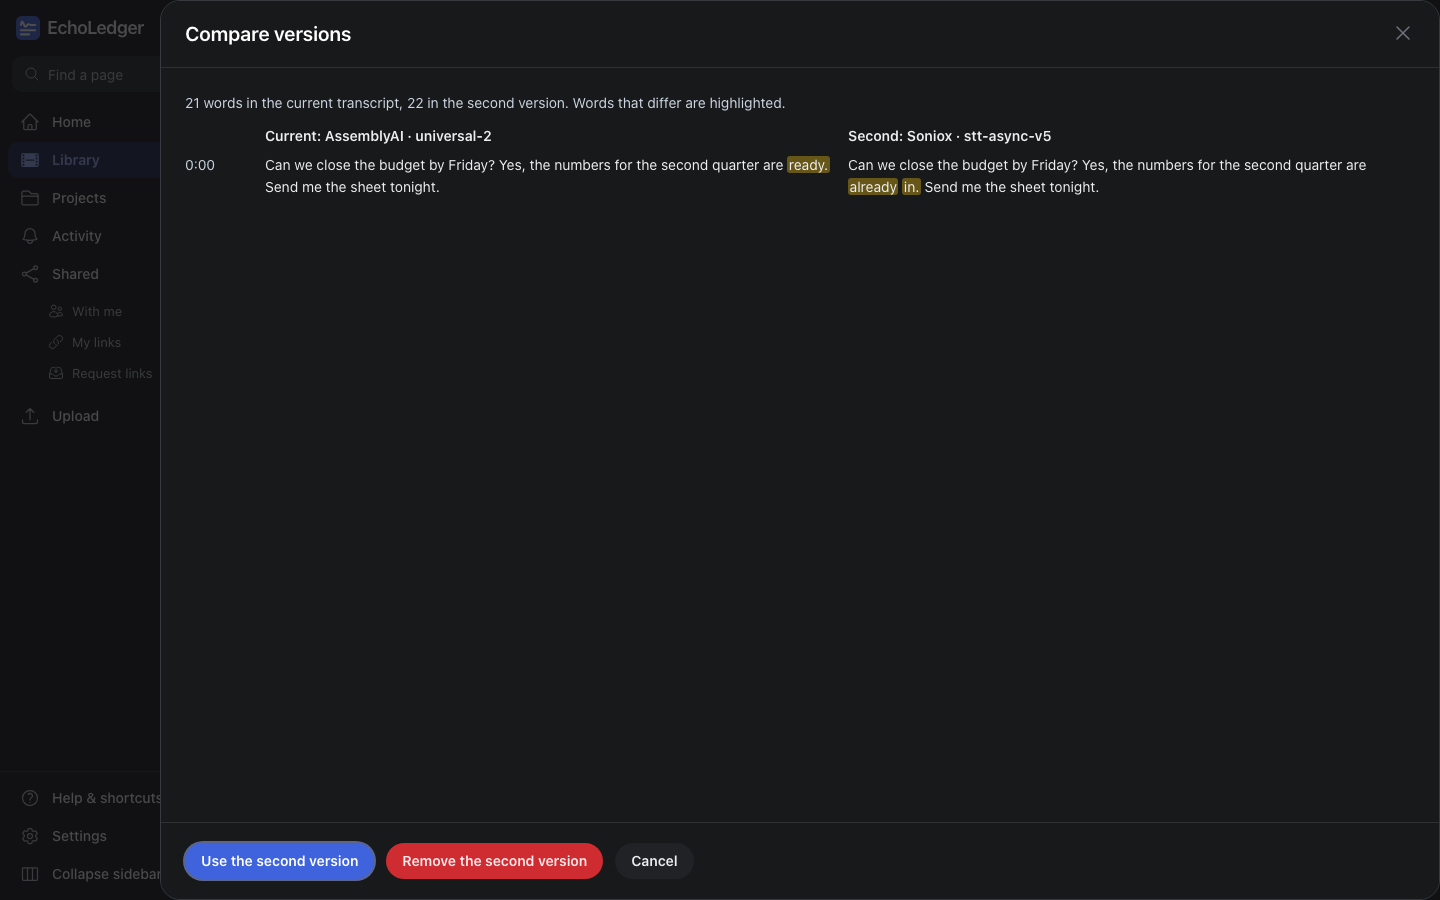 EchoLedger
Find a page
Home
Library
Projects
Activity
Shared
With me
My links
Request links
Upload
Help & shortcuts
Settings
Collapse sidebar
Compare versions
21 words in the current transcript, 22 in the second version. Words that differ are highlighted.
Current: AssemblyAI · universal-2
Second: Soniox · stt-async-v5
0:00
Can we close the budget by Friday? Yes, the numbers for the second quarter are ready.
Send me the sheet tonight.
Can we close the budget by Friday? Yes, the numbers for the second quarter are
already in. Send me the sheet tonight.
Use the second version
Remove the second version
Cancel